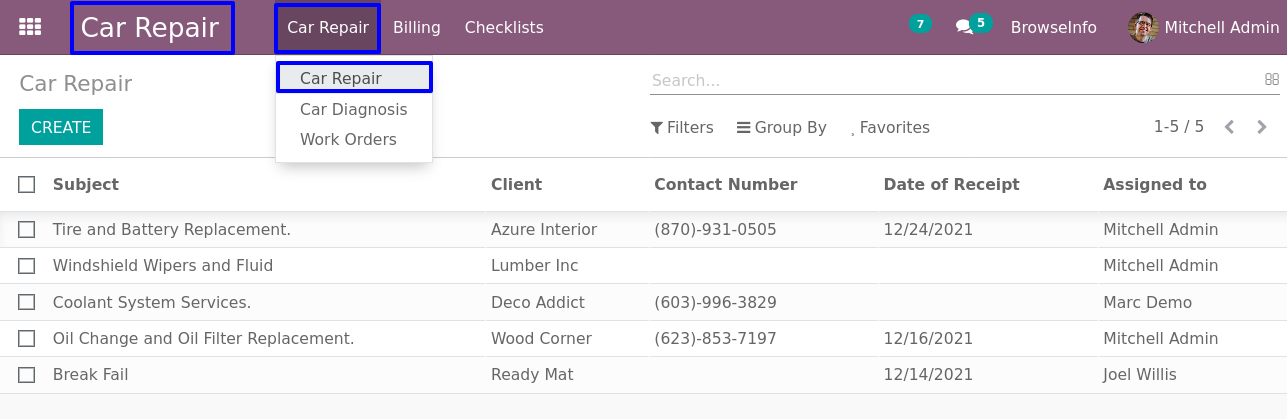 Car Repair Car Repair Billing Checklists 7 5 BrowseInfo Mitchell Admin
Car Repair Car Repair Search...
Car Diagnosis
CREATE Work Orders Filters Group By Favorites 1-5 / 5
Subject Client Contact Number Date of Receipt Assigned to
Tire and Battery Replacement. Azure Interior (870)-931-0505 12/24/2021 Mitchell Admin
Windshield Wipers and Fluid Lumber Inc Mitchell Admin
Coolant System Services. Deco Addict (603)-996-3829 Marc Demo
Oil Change and Oil Filter Replacement. Wood Corner (623)-853-7197 12/16/2021 Mitchell Admin
Break Fail Ready Mat 12/14/2021 Joel Willis